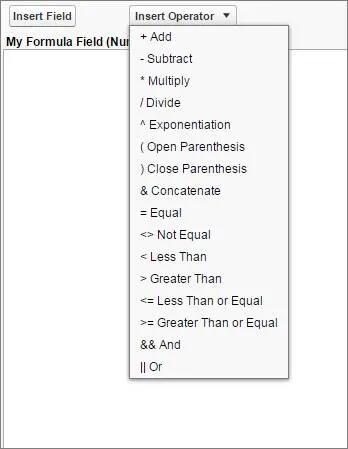 Insert Field
Insert Operator
My Formula Field (Nu
+ Add
- Subtract
* Multiply
/ Divide
^ Exponentiation
( Open Parenthesis
) Close Parenthesis
& Concatenate
= Equal
<> Not Equal
< Less Than
> Greater Than
<= Less Than or Equal
>= Greater Than or Equal
&& And
|| Or